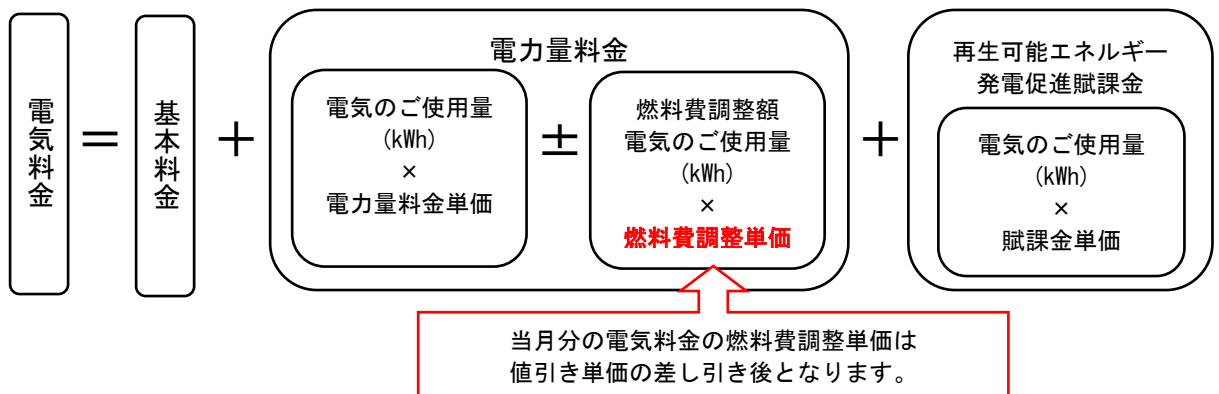 電気料金
＝
基本料金
＋
電力量料金
電気のご使用量
(kWh)
×
電力量料金単価
±
燃料費調整額
電気のご使用量
(kWh)
×
燃料費調整単価
＋
再生可能エネルギー
発電促進賦課金
電気のご使用量
(kWh)
×
賦課金単価
当月分の電気料金の燃料費調整単価は
値引き単価の差し引き後となります。